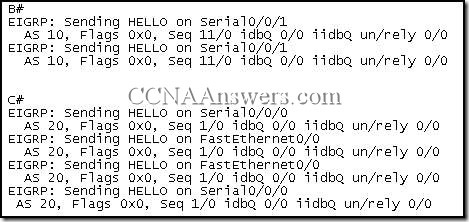 B#
EIGRP: Sending HELLO on Serial0/0/1
AS 10, Flags 0x0, Seq 11/0 idbQ 0/0 iidbQ un/rely 0/0
EIGRP: Sending HELLO on Serial0/0/1
AS 10, Flags 0x0, Seq 11/0 idbQ 0/0 iidbQ un/rely 0/0
CCNAAnswers.com
C#
EIGRP: Sending HELLO on Serial0/0/0
AS 20, Flags 0x0, Seq 1/0 idbQ 0/0 iidbQ un/rely 0/0
EIGRP: Sending HELLO on FastEthernet0/0
AS 20, Flags 0x0, Seq 1/0 idbQ 0/0 iidbQ un/rely 0/0
EIGRP: Sending HELLO on FastEthernet0/0
AS 20, Flags 0x0, Seq 1/0 idbQ 0/0 iidbQ un/rely 0/0
EIGRP: Sending HELLO on Serial0/0/0
AS 20, Flags 0x0, Seq 1/0 idbQ 0/0 iidbQ un/rely 0/0